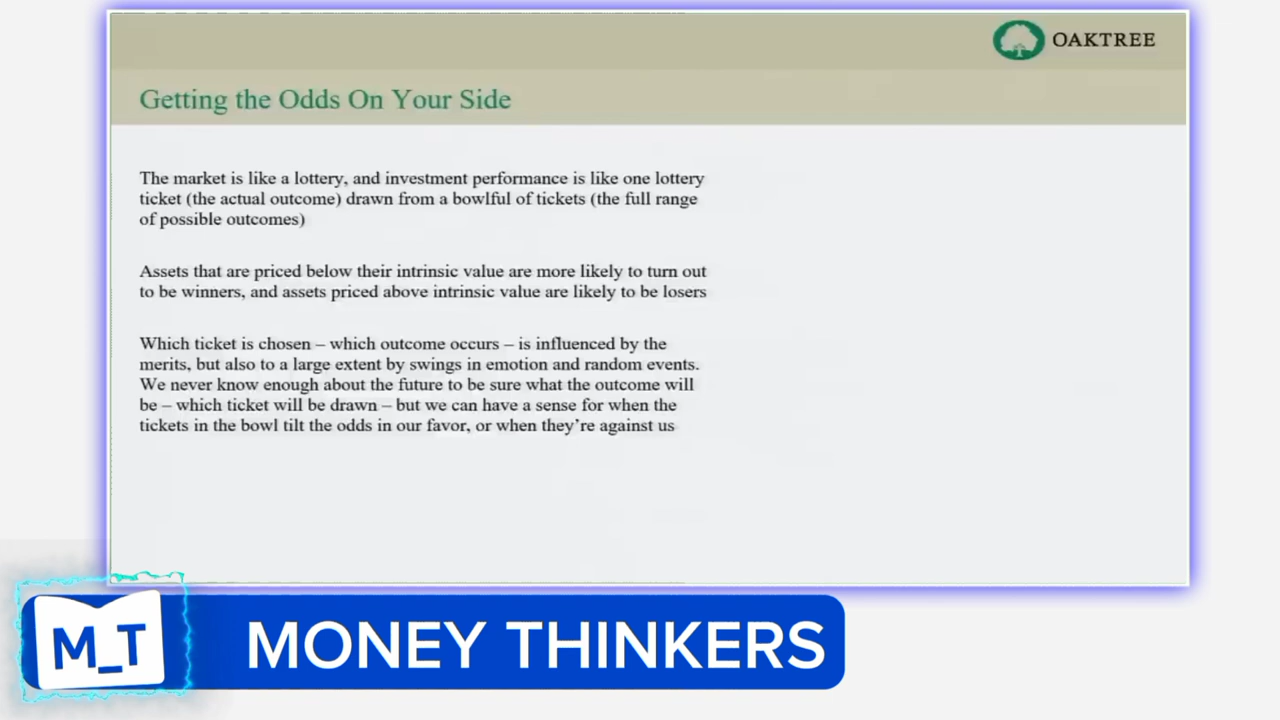 OAKTREE
Getting the Odds On Your Side
The market is like a lottery, and investment performance is like one lottery
ticket (the actual outcome) drawn from a bowlful of tickets (the full range
of possible outcomes)
Assets that are priced below their intrinsic value are more likely to turn out
to be winners, and assets priced above intrinsic value are likely to be losers
Which ticket is chosen – which outcome occurs – is influenced by the
merits, but also to a large extent by swings in emotion and random events.
We never know enough about the future to be sure what the outcome will
be – which ticket will be drawn – but we can have a sense for when the
tickets in the bowl tilt the odds in our favor, or when they're against us
M_T
MONEY THINKERS